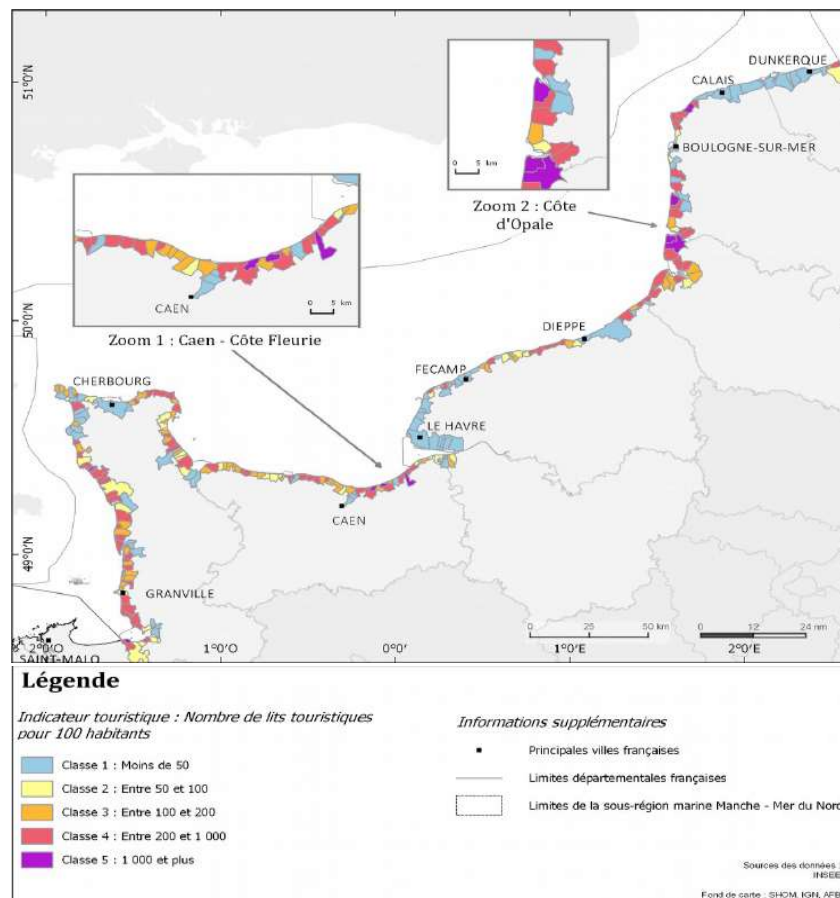 51°N
50°N
49°N
DUNKERQUE
CALAIS
BOULOGNE-SUR-MER
0 5 km
Zoom 2 : Côte
d'Opale
CAEN
0 5 km
Zoom 1 : Caen - Côte Fleurie
DIEPPE
CHERBOURG
FECAMP
LE HAVRE
CAEN
GRANVILLE
SAINT-MALO
0 25 50 km
0 12 24 nm
2°0'O
1°0'O
0°0'
1°0'E
2°0'E
Légende
Indicateur touristique : Nombre de lits touristiques
pour 100 habitants
Classe 1 : Moins de 50
Classe 2 : Entre 50 et 100
Classe 3 : Entre 100 et 200
Classe 4 : Entre 200 et 1 000
Classe 5 : 1 000 et plus
Informations supplémentaires
Principales villes françaises
Limites départementales françaises
Limites de la sous-région marine Manche - Mer du Nord
Sources des données :
INSEE
Fond de carte : SHOM, IGN, AFB